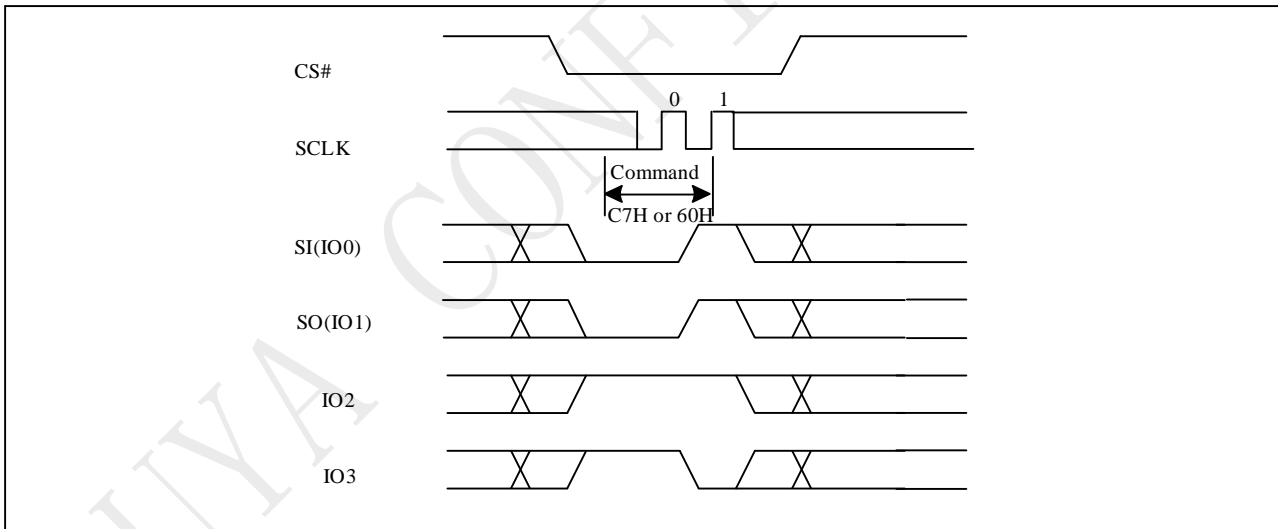 CS#
0 1
SCLK
Command
C7H or 60H
SI(IO0)
SO(IO1)
IO2
IO3